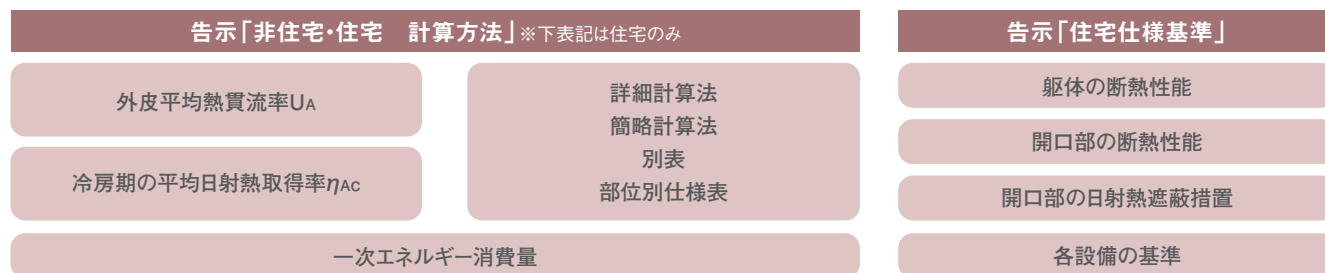 告示「非住宅・住宅　計算方法」※下表記は住宅のみ
外皮平均熱貫流率UA
冷房期の平均日射熱取得率ηAC
詳細計算法
簡略計算法
別表
部位別仕様表
一次エネルギー消費量
告示「住宅仕様基準」
躯体の断熱性能
開口部の断熱性能
開口部の日射熱遮蔽措置
各設備の基準